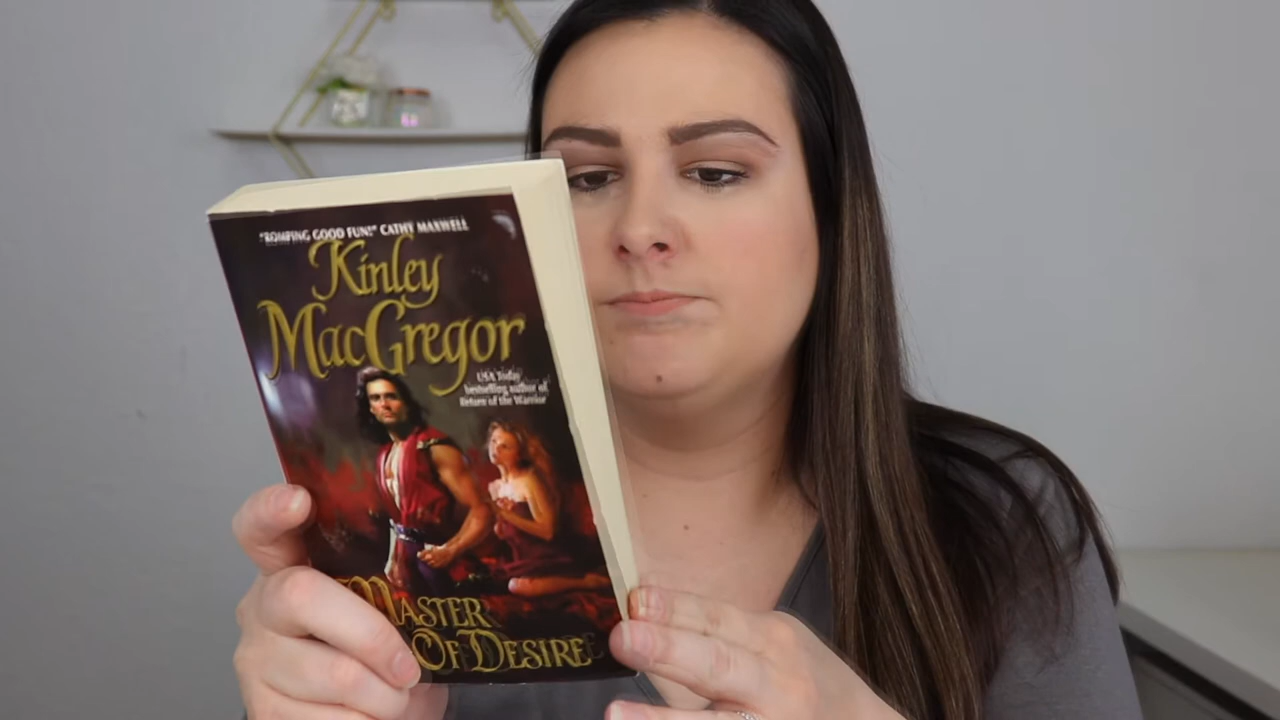 "ROMPING GOOD FUN!" CATHY MAXWELL
Kinley
MacGregor
USA Today
bestselling author of
Return of the Warrior
MASTER
OF DESIRE